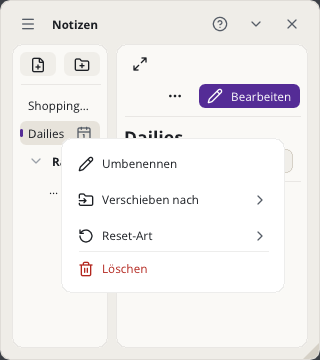 Notizen
Bearbeiten
Shopping...
Dailies
Dailies
...
Umbenennen
Verschieben nach
Reset-Art
Löschen